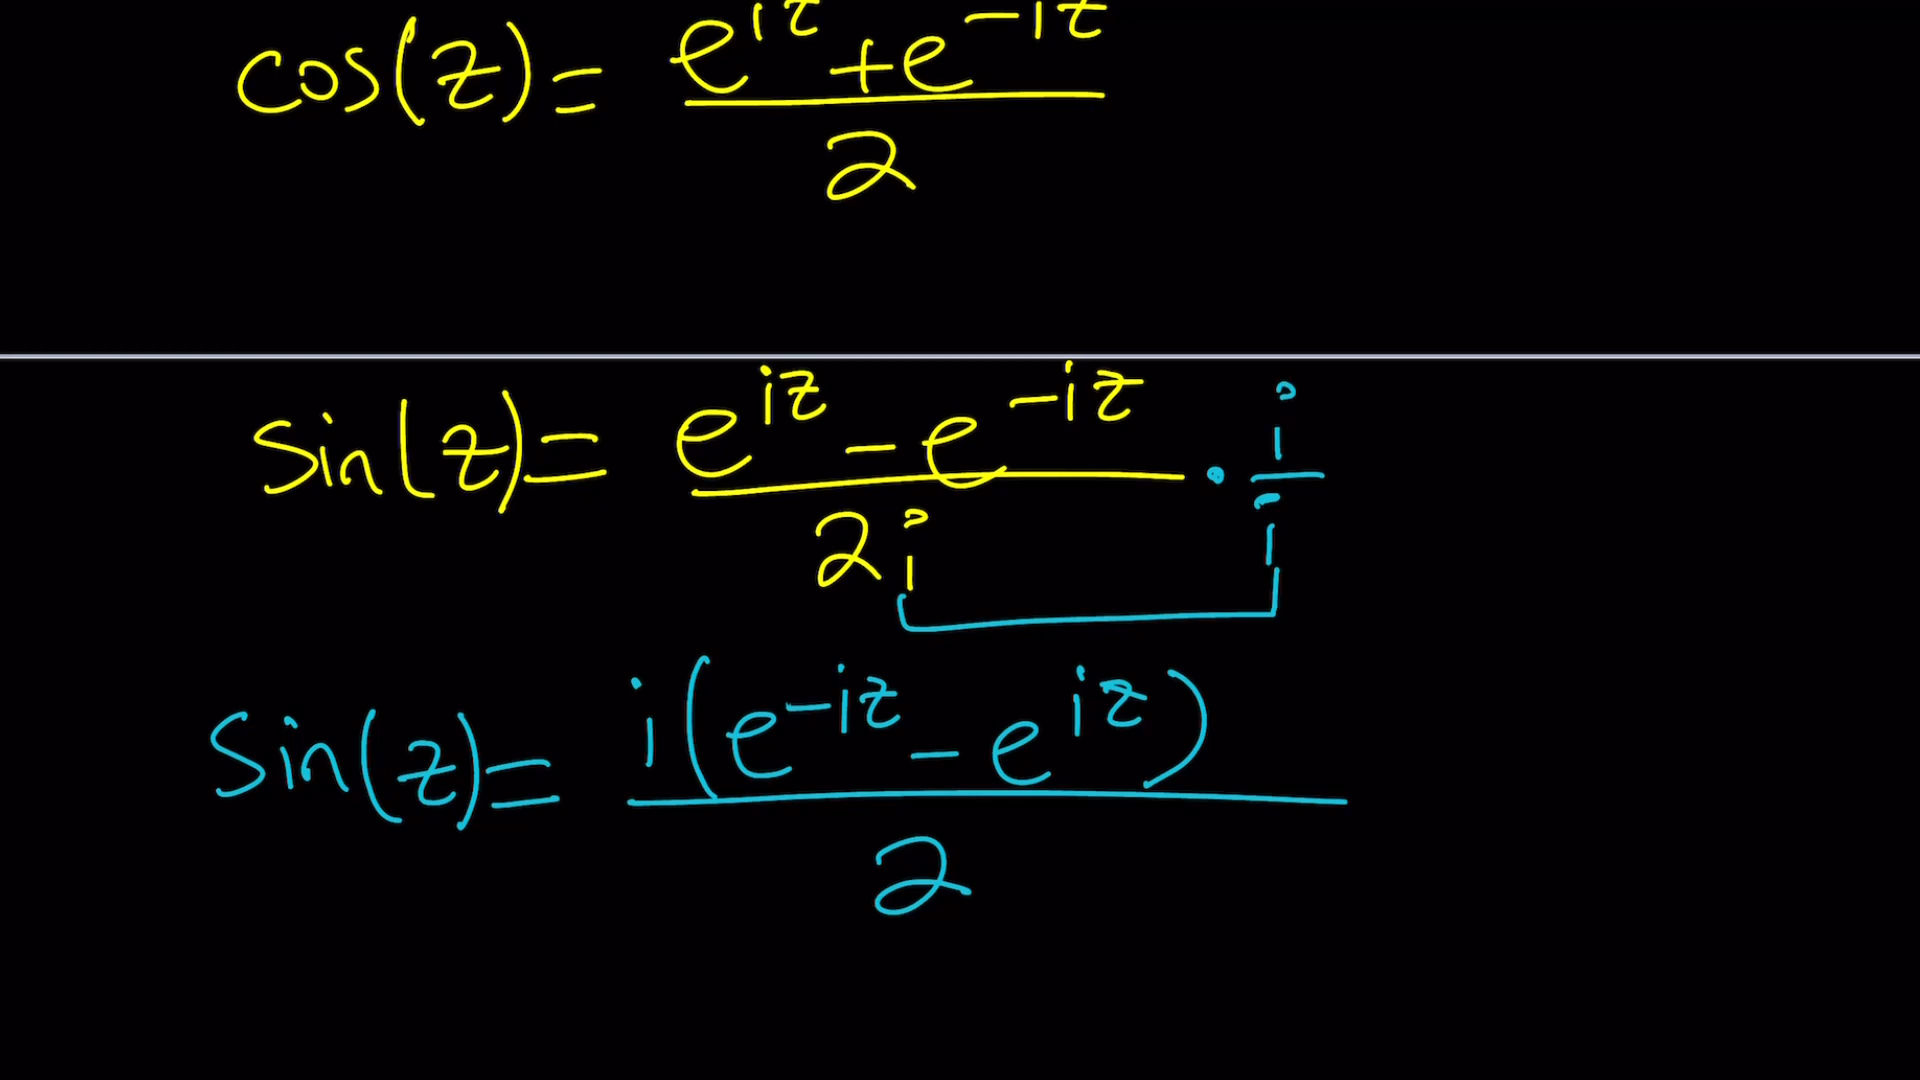 cos(z) = (e^{iz} + e^{-iz})/2
sin(z) = (e^{iz} - e^{-iz})/(2i) · i/i
sin(z) = i(e^{-iz} - e^{iz})/2